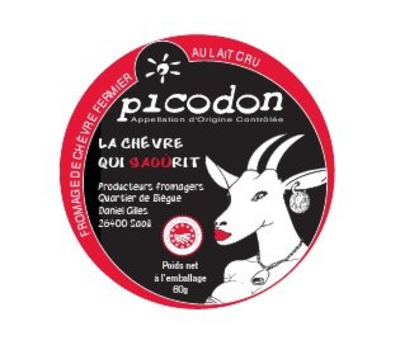 FROMAGE DE CHÈVRE FERMIER
AU LAIT CRU
picodon
Appellation d'Origine Contrôlée
LA CHÈVRE
QUI SAOÛRIT
Producteurs fromagers
Quartier de Biègue
Daniel Gilles
26400 Saoû
Poids net
à l'emballage
60g